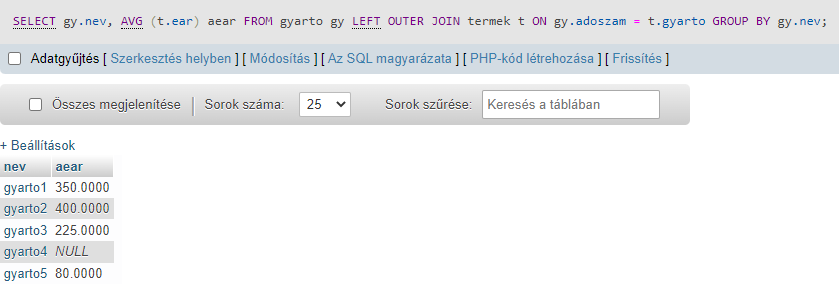 SELECT gy.nev, AVG (t.ear) aear FROM gyarto gy LEFT OUTER JOIN termek t ON gy.adoszam = t.gyarto GROUP BY gy.nev;
Adatgyűjtés [ Szerkesztés helyben ] [ Módosítás ] [ Az SQL magyarázata ] [ PHP-kód létrehozása ] [ Frissítés ]
Összes megjelenítése | Sorok száma: 25 Sorok szűrése: Keresés a táblában
+ Beállítások
nev aear
gyarto1 350.0000
gyarto2 400.0000
gyarto3 225.0000
gyarto4 NULL
gyarto5 80.0000